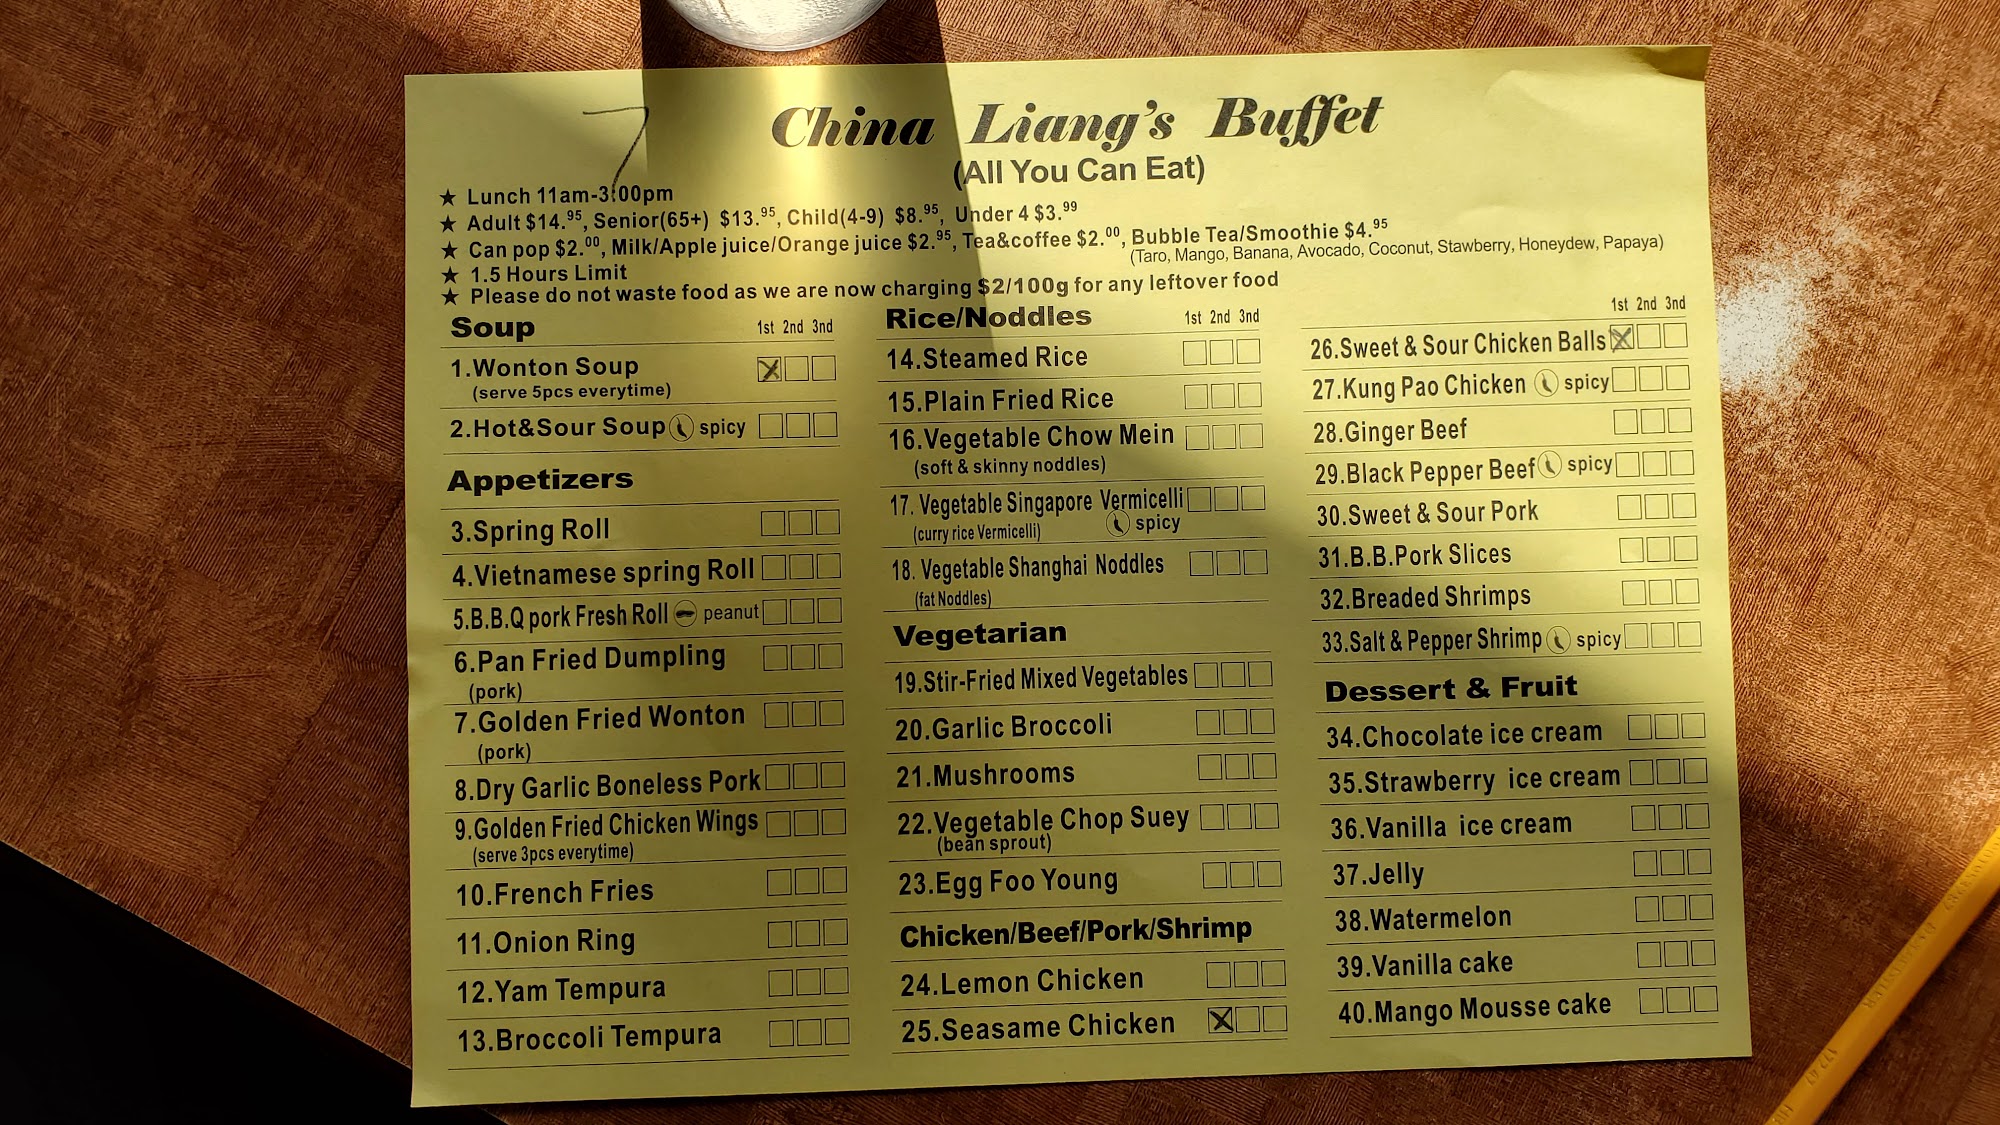 7
China Liang's Buffet
(All You Can Eat)
★ Lunch 11am-3:00pm
★ Adult $14.95, Senior(65+) $13.95, Child(4-9) $8.95, Under 4 $3.99
★ Can pop $2.00, Milk/Apple juice/Orange juice $2.95, Tea&coffee $2.00, Bubble Tea/Smoothie $4.95
(Taro, Mango, Banana, Avocado, Coconut, Stawberry, Honeydew, Papaya)
★ 1.5 Hours Limit
★ Please do not waste food as we are now charging $2/100g for any leftover food
Soup 1st 2nd 3nd
1.Wonton Soup
(serve 5pcs everytime)
2.Hot&Sour Soup spicy
Appetizers
3.Spring Roll
4.Vietnamese spring Roll
5.B.B.Q pork Fresh Roll peanut
6.Pan Fried Dumpling
(pork)
7.Golden Fried Wonton
(pork)
8.Dry Garlic Boneless Pork
9.Golden Fried Chicken Wings
(serve 3pcs everytime)
10.French Fries
11.Onion Ring
12.Yam Tempura
13.Broccoli Tempura
Rice/Noddles 1st 2nd 3nd
14.Steamed Rice
15.Plain Fried Rice
16.Vegetable Chow Mein
(soft & skinny noddles)
17. Vegetable Singapore Vermicelli
(curry rice Vermicelli) spicy
18. Vegetable Shanghai Noddles
(fat Noddles)
Vegetarian
19.Stir-Fried Mixed Vegetables
20.Garlic Broccoli
21.Mushrooms
22.Vegetable Chop Suey
(bean sprout)
23.Egg Foo Young
Chicken/Beef/Pork/Shrimp
24.Lemon Chicken
25.Seasame Chicken
1st 2nd 3nd
26.Sweet & Sour Chicken Balls
27.Kung Pao Chicken spicy
28.Ginger Beef
29.Black Pepper Beef spicy
30.Sweet & Sour Pork
31.B.B.Pork Slices
32.Breaded Shrimps
33.Salt & Pepper Shrimp spicy
Dessert & Fruit
34.Chocolate ice cream
35.Strawberry ice cream
36.Vanilla ice cream
37.Jelly
38.Watermelon
39.Vanilla cake
40.Mango Mousse cake